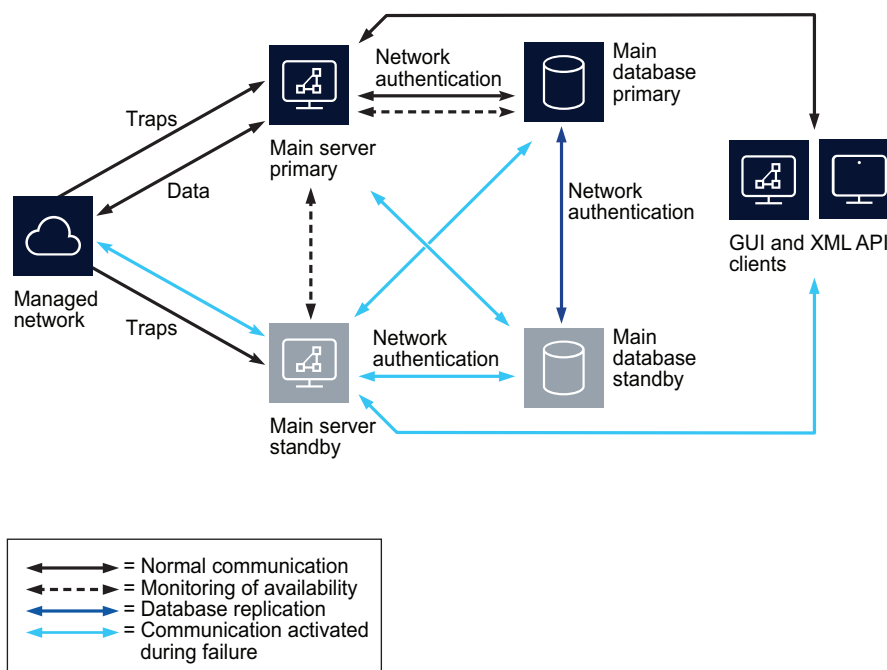 Network
authentication
Main
database
primary
Traps
Main server
primary
Data
Network
authentication
GUI and XML API
clients
Managed
network
Traps
Network
authentication
Main
database
standby
Main server
standby
= Normal communication
= Monitoring of availability
= Database replication
= Communication activated
during failure